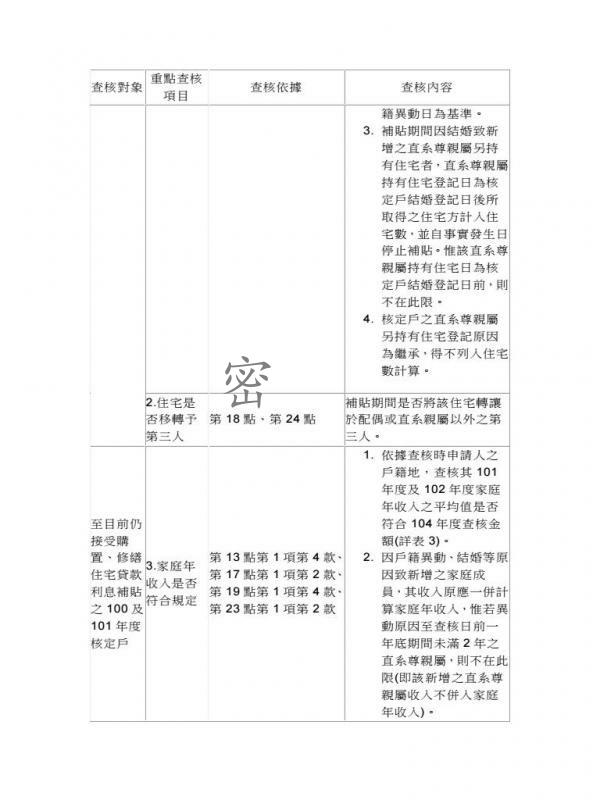 查核對象
重點查核
項目
查核依據
查核內容
籍異動日為基準。
3. 補貼期間因結婚致新
增之直系尊親屬另持
有住宅者，直系尊親屬
持有住宅登記日為核
定戶結婚登記日後所
取得之住宅方計入住
宅數，並自事實發生日
停止補貼。惟該直系尊
親屬持有住宅日為核
定戶結婚登記日前，則
不在此限。
4. 核定戶之直系尊親屬
另持有住宅登記原因
為繼承，得不列入住宅
數計算。
密
2.住宅是
否移轉予
第三人
第 18 點、第 24 點
補貼期間是否將該住宅轉讓
於配偶或直系親屬以外之第
三人。
至目前仍
接受購
置、修繕
住宅貸款
利息補貼
之 100 及
101 年度
核定戶
3.家庭年
收入是否
符合規定
第 13 點第 1 項第 4 款、
第 17 點第 1 項第 2 款、
第 19 點第 1 項第 4 款、
第 23 點第 1 項第 2 款
1. 依據查核時申請人之
戶籍地，查核其 101
年度及 102 年度家庭
年收入之平均值是否
符合 104 年度查核金
額(詳表 3)。
2. 因戶籍異動、結婚等原
因致新增之家庭成
員，其收入原應一併計
算家庭年收入，惟若異
動原因至查核日前一
年底期間未滿 2 年之
直系尊親屬，則不在此
限(即該新增之直系尊
親屬收入不併入家庭
年收入)。